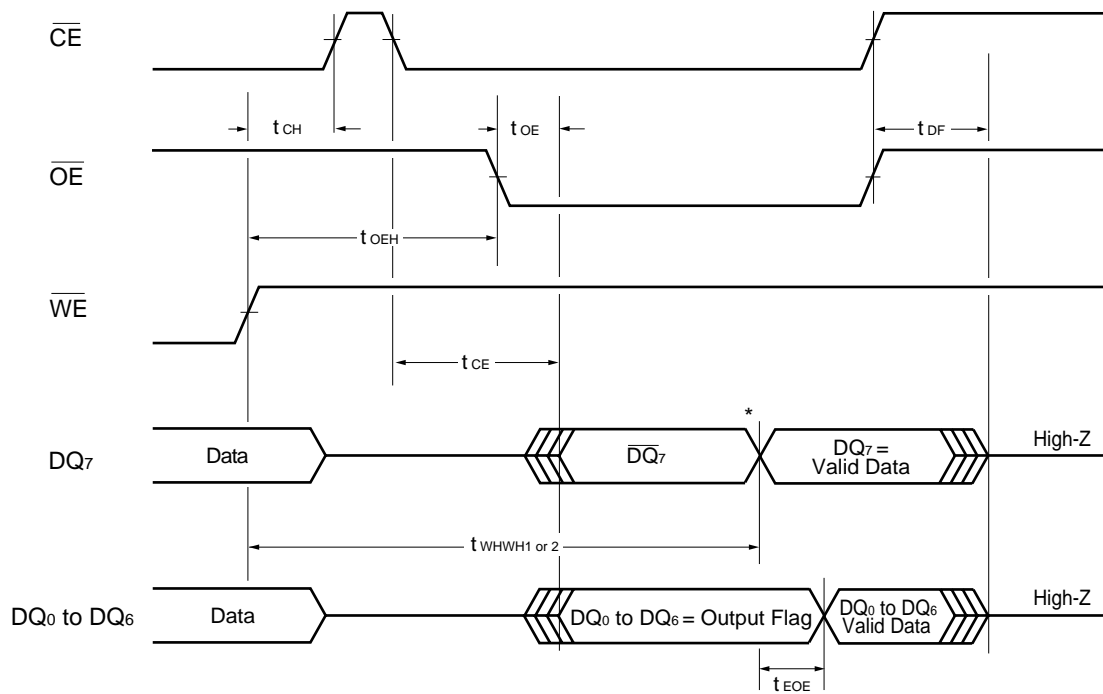 CE
t CH
t OE
t DF
OE
t OEH
WE
t CE
*
DQ7
Data
DQ7
DQ7 =
Valid Data
High-Z
t WHWH1 or 2
DQ0 to DQ6
Data
DQ0 to DQ6 = Output Flag
DQ0 to DQ6
Valid Data
High-Z
t EOE